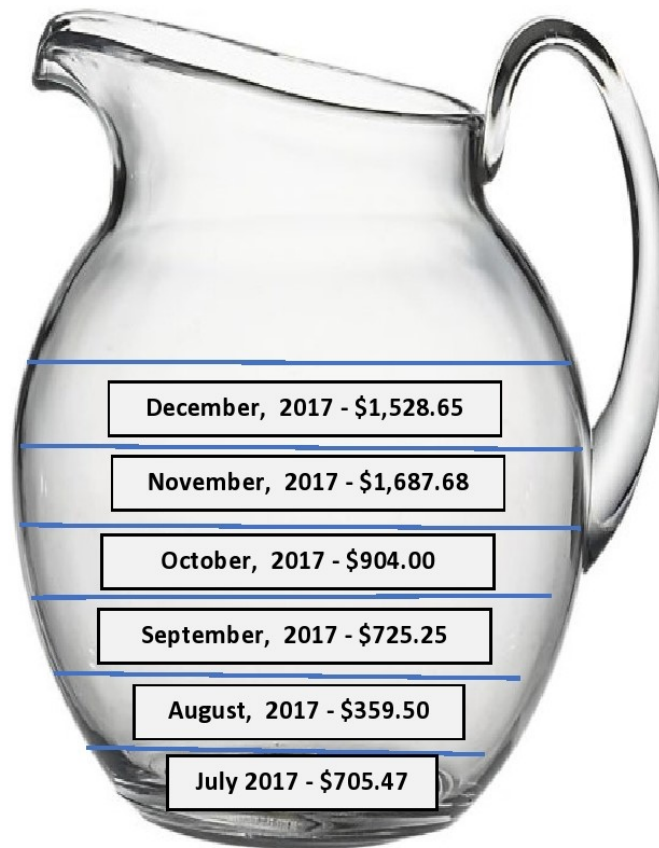 December, 2017 - $1,528.65
November, 2017 - $1,687.68
October, 2017 - $904.00
September, 2017 - $725.25
August, 2017 - $359.50
July 2017 - $705.47